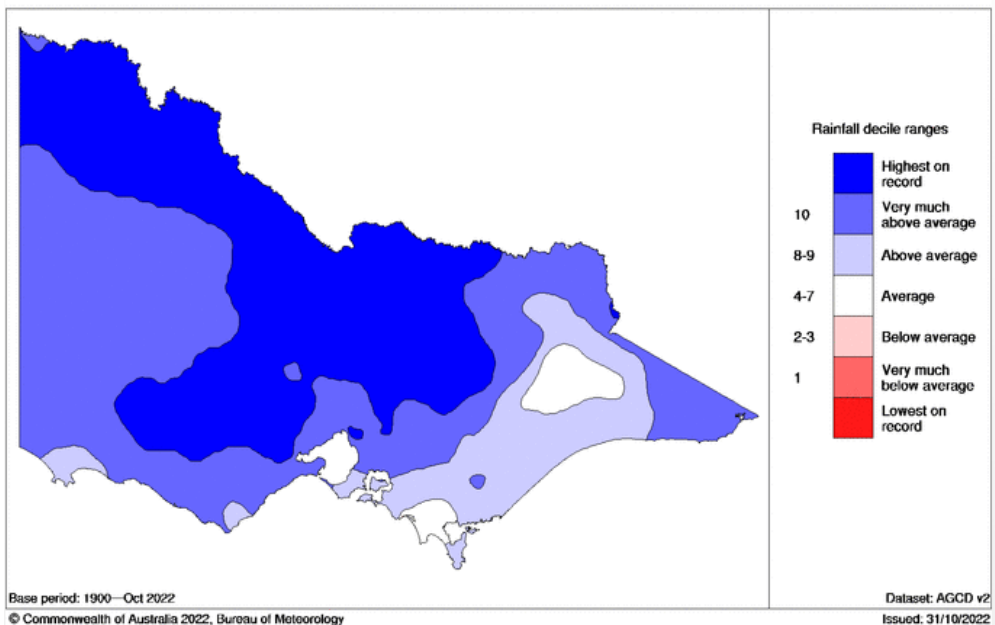 Rainfall decile ranges
Highest on
record
10 Very much
above average
8-9 Above average
4-7 Average
2-3 Below average
1 Very much
below average
Lowest on
record
Base period: 1900—Oct 2022 Dataset: AGCD v2
© Commonwealth of Australia 2022, Bureau of Meteorology Issued: 31/10/2022